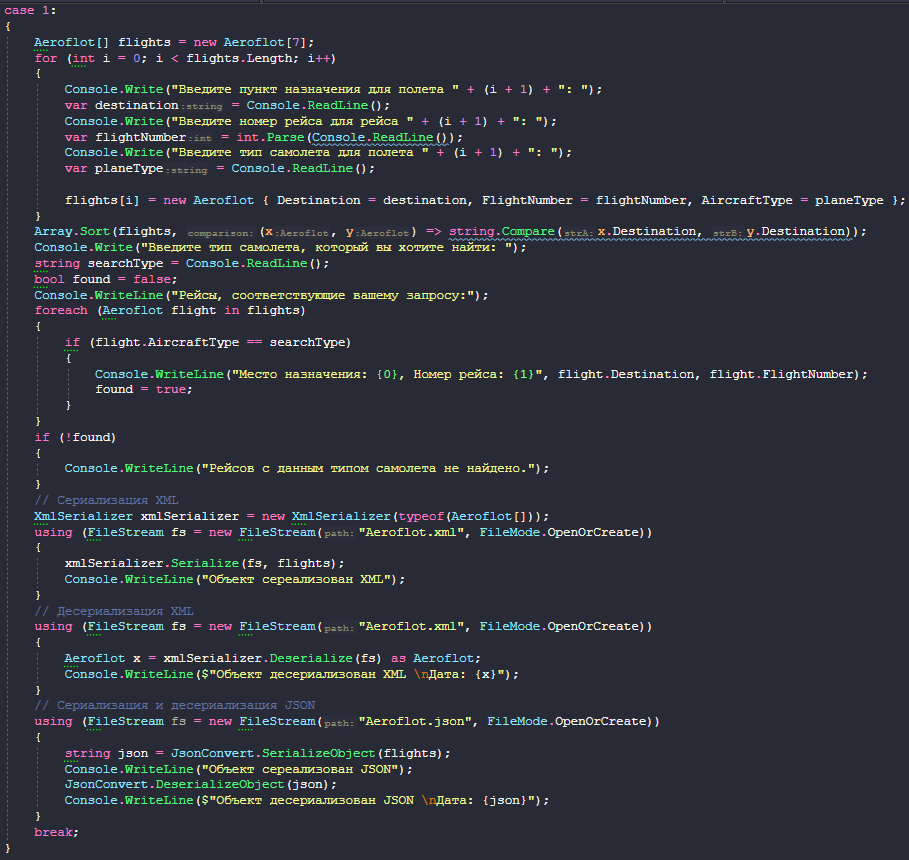 case 1:
{
Aeroflot[] flights = new Aeroflot[7];
for (int i = 0; i < flights.Length; i++)
{
Console.Write("Введите пункт назначения для полета " + (i + 1) + ": ");
var destination:string = Console.ReadLine();
Console.Write("Введите номер рейса для рейса " + (i + 1) + ": ");
var flightNumber:int = int.Parse(Console.ReadLine());
Console.Write("Введите тип самолета для полета " + (i + 1) + ": ");
var planeType:string = Console.ReadLine();
flights[i] = new Aeroflot { Destination = destination, FlightNumber = flightNumber, AircraftType = planeType };
}
Array.Sort(flights, comparison: (x:Aeroflot, y:Aeroflot) => string.Compare(strA: x.Destination, strB: y.Destination));
Console.Write("Введите тип самолета, который вы хотите найти: ");
string searchType = Console.ReadLine();
bool found = false;
Console.WriteLine("Рейсы, соответствующие вашему запросу:");
foreach (Aeroflot flight in flights)
{
if (flight.AircraftType == searchType)
{
Console.WriteLine("Место назначения: {0}, Номер рейса: {1}", flight.Destination, flight.FlightNumber);
found = true;
}
}
if (!found)
{
Console.WriteLine("Рейсов с данным типом самолета не найдено.");
}
// Сериализация XML
XmlSerializer xmlSerializer = new XmlSerializer(typeof(Aeroflot[]));
using (FileStream fs = new FileStream(path: "Aeroflot.xml", FileMode.OpenOrCreate))
{
xmlSerializer.Serialize(fs, flights);
Console.WriteLine("Объект сереализован XML");
}
// Десериализация XML
using (FileStream fs = new FileStream(path: "Aeroflot.xml", FileMode.OpenOrCreate))
{
Aeroflot x = xmlSerializer.Deserialize(fs) as Aeroflot;
Console.WriteLine($"Объект десериализован XML \nДата: {x}");
}
// Сериализация и десериализация JSON
using (FileStream fs = new FileStream(path: "Aeroflot.json", FileMode.OpenOrCreate))
{
string json = JsonConvert.SerializeObject(flights);
Console.WriteLine("Объект сереализован JSON");
JsonConvert.DeserializeObject(json);
Console.WriteLine($"Объект десериализован JSON \nДата: {json}");
}
break;
}